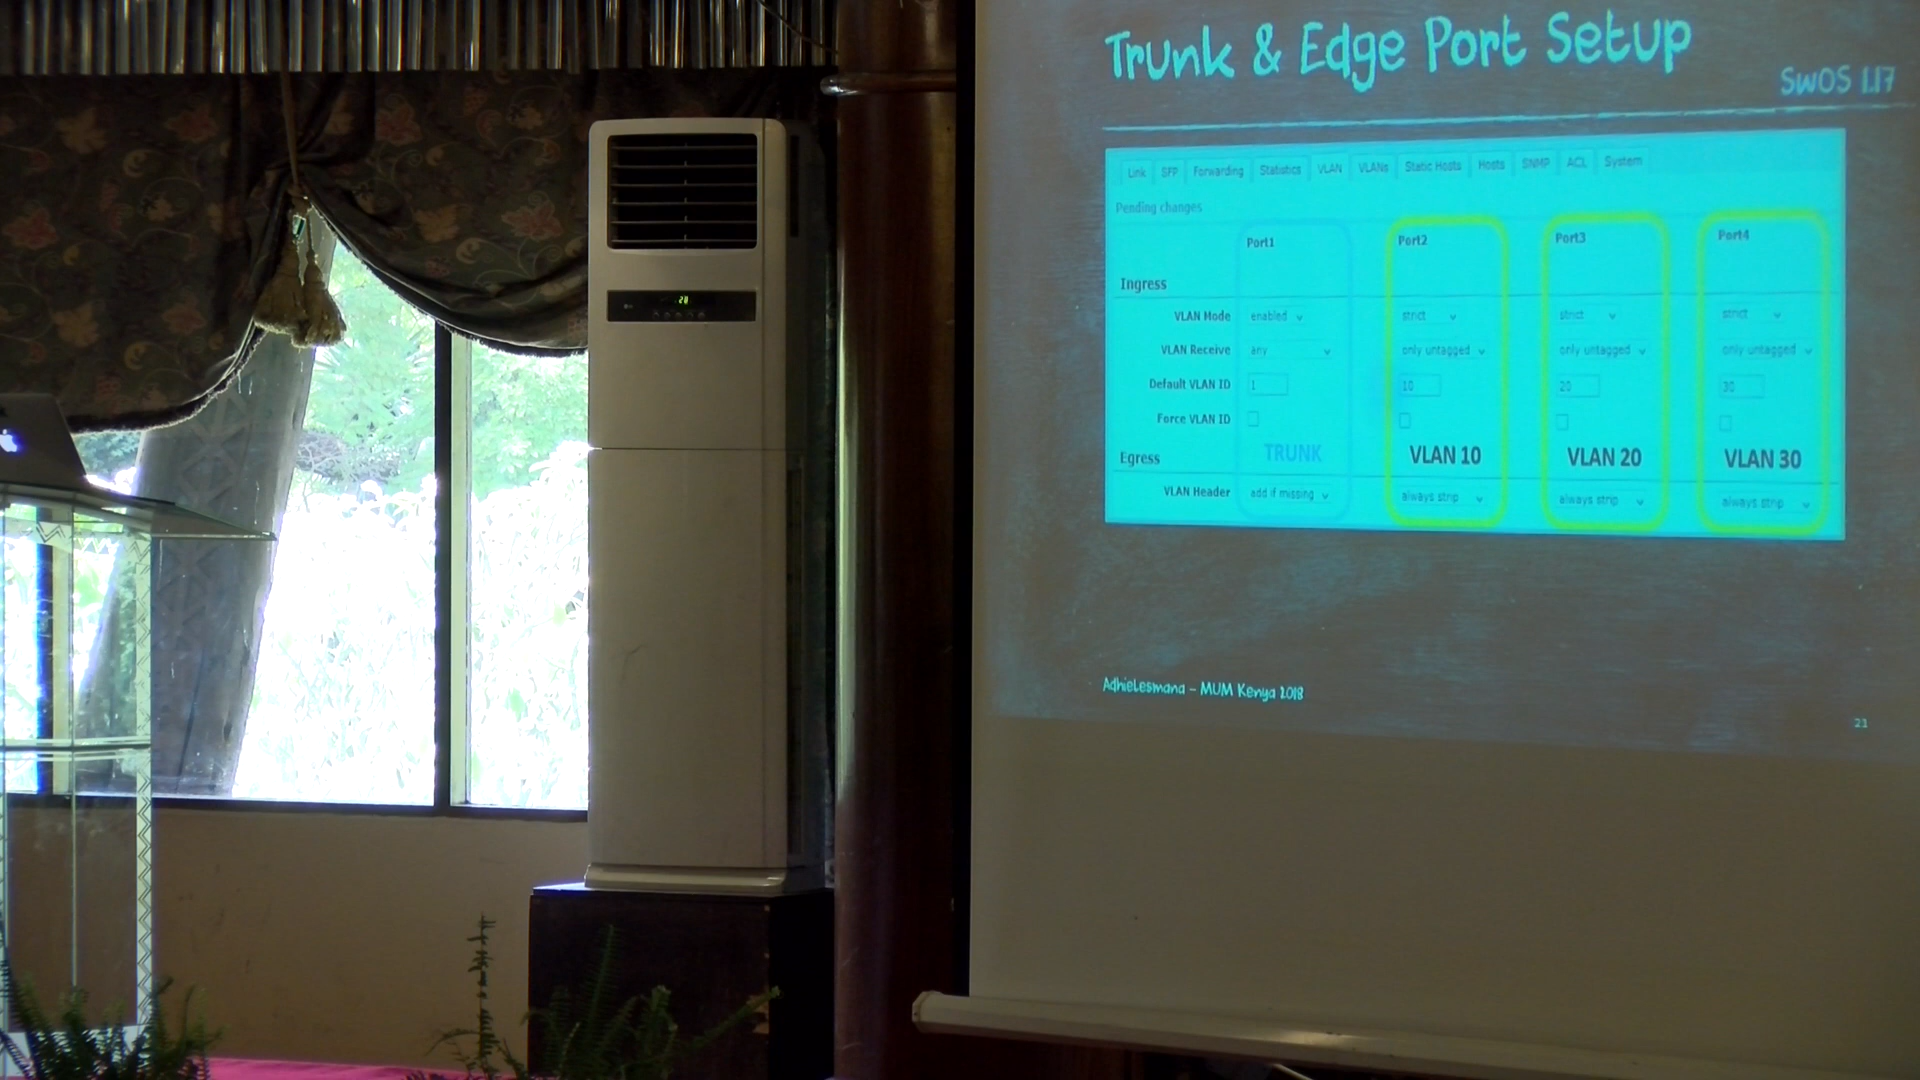 Trunk & Edge Port Setup
SwOS 1.17
Link SFP Forwarding Statistics VLAN VLANs Static Hosts Hosts SNMP ACL System
Pending changes
Port1 Port2 Port3 Port4
Ingress
VLAN Mode enabled strict strict strict
VLAN Receive any only untagged only untagged only untagged
Default VLAN ID 1 10 20 30
Force VLAN ID
TRUNK VLAN 10 VLAN 20 VLAN 30
Egress
VLAN Header add if missing always strip always strip always strip
AdhieLesmana - MUM Kenya 2018
21
28